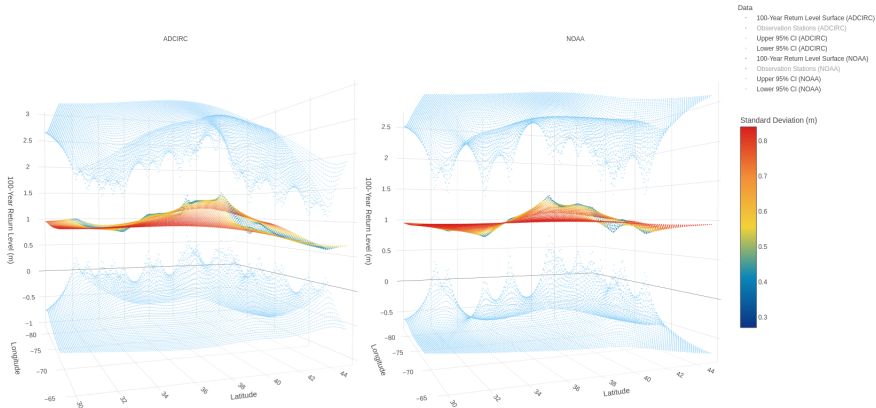 Data
100-Year Return Level Surface (ADCIRC)
Observation Stations (ADCIRC)
Upper 95% CI (ADCIRC)
Lower 95% CI (ADCIRC)
100-Year Return Level Surface (NOAA)
Observation Stations (NOAA)
Upper 95% CI (NOAA)
Lower 95% CI (NOAA)
ADCIRC
NOAA
Standard Deviation (m)
0.8
0.7
0.6
0.5
0.4
0.3
100-Year Return Level (m)
3
2.5
2
1.5
1
0.5
0
−0.5
−1
−80
−75
−70
−65
Longitude
30
32
34
36
38
40
42
44
Latitude
100-Year Return Level (m)
2.5
2
1.5
1
0.5
0
−0.5
−80
−75
−70
−65
Longitude
30
32
34
36
38
40
42
44
Latitude